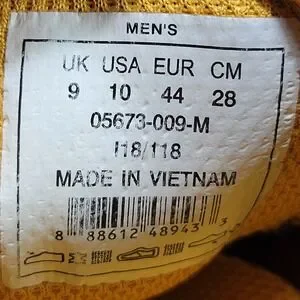 MEN'S
UK USA EUR CM
9 10 44 28
05673-009-M
I18/118
MADE IN VIETNAM
8 88612 48943 3